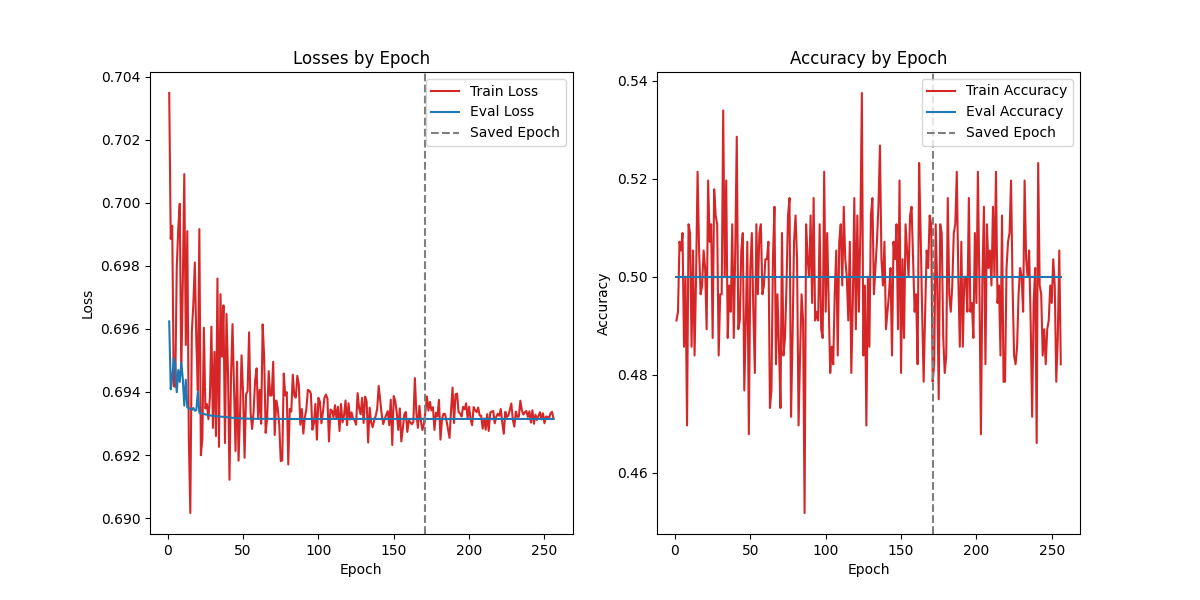 Losses by Epoch
0.704
0.702
0.700
0.698
0.696
0.694
0.692
0.690
Loss
0
50
100
150
200
250
Epoch
Train Loss
Eval Loss
Saved Epoch
Accuracy by Epoch
0.54
0.52
0.50
0.48
0.46
Accuracy
0
50
100
150
200
250
Epoch
Train Accuracy
Eval Accuracy
Saved Epoch